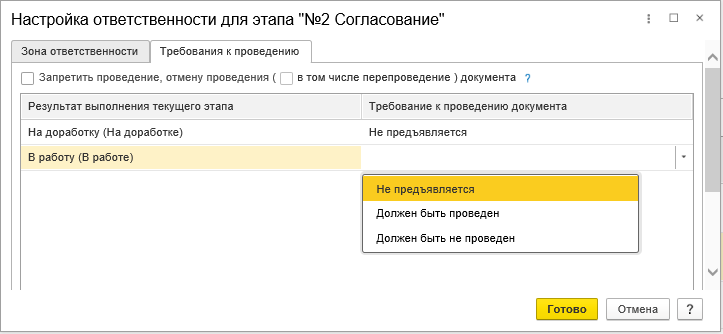 Настройка ответственности для этапа "№2 Согласование"
Зона ответственности Требования к проведению
Запретить проведение, отмену проведения ( в том числе перепроведение ) документа ?
Результат выполнения текущего этапа Требование к проведению документа
На доработку (На доработке) Не предъявляется
В работу (В работе)
Не предъявляется
Должен быть проведен
Должен быть не проведен
Готово Отмена ?